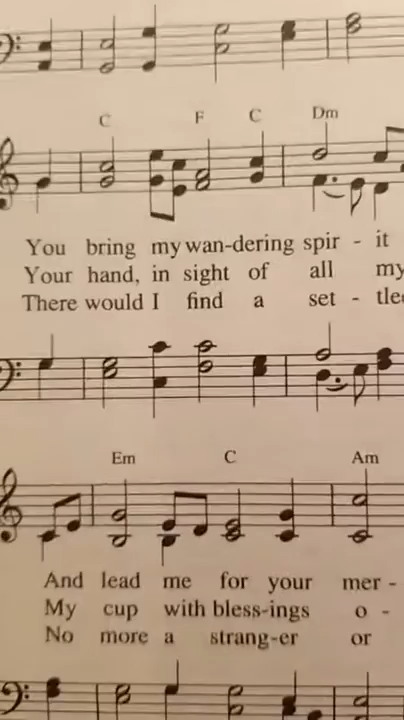 C F C Dm
You bring my wan-dering spir - it
Your hand, in sight of all my
There would I find a set - tle
Em C Am
And lead me for your mer -
My cup with bless-ings o -
No more a strang-er or